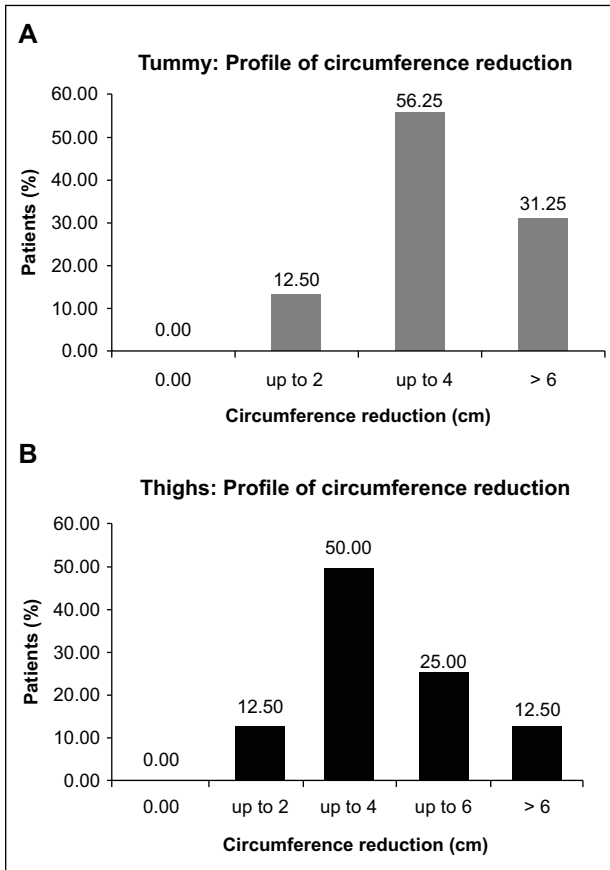 A
Tummy: Profile of circumference reduction
60.00
50.00
40.00
30.00
20.00
10.00
0.00
Patients (%)
0.00
12.50
56.25
31.25
0.00 up to 2 up to 4 > 6
Circumference reduction (cm)
B
Thighs: Profile of circumference reduction
60.00
50.00
40.00
30.00
20.00
10.00
0.00
Patients (%)
0.00
12.50
50.00
25.00
12.50
0.00 up to 2 up to 4 up to 6 > 6
Circumference reduction (cm)